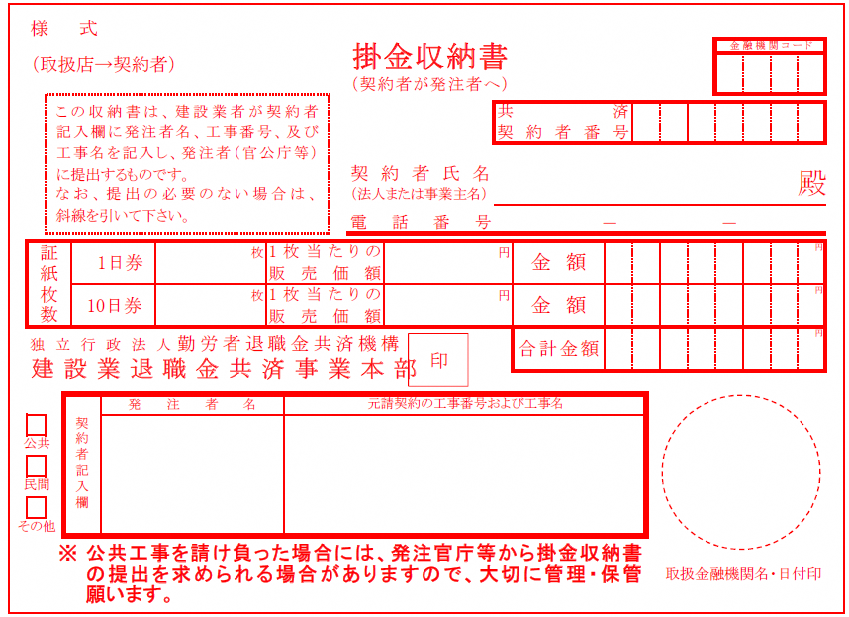 様　式
(取扱店→契約者)
掛金収納書
(契約者が発注者へ)
金融機関コード
この収納書は、建設業者が契約者
記入欄に発注者名、工事番号、及び
工事名を記入し、発注者(官公庁等)
に提出するものです。
なお、提出の必要のない場合は、
斜線を引いて下さい。
共　済
契約者番号
契約者氏名
(法人または事業主名)
殿
電話番号　－　－
証紙枚数
1日券　枚　1枚当たりの販売価額　円　金額　円
10日券　枚　1枚当たりの販売価額　円　金額　円
合計金額　円
独立行政法人 勤労者退職金共済機構
建設業退職金共済事業本部
印
公共
民間
その他
契約者記入欄
発注者名　元請契約の工事番号および工事名
※ 公共工事を請け負った場合には、発注官庁等から掛金収納書
の提出を求められる場合がありますので、大切に管理・保管
願います。
取扱金融機関名・日付印